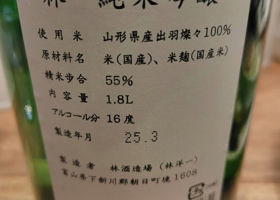 林 純米吟醸
使用米 山形県産出羽燦々100%
原材料名 米(国産)、米麹(国産米)
精米歩合 55%
内容量 1.8L
アルコール分 16度
製造年月 25.3
製造者 林酒造場(林洋一)
富山県下新川郡朝日町境1608